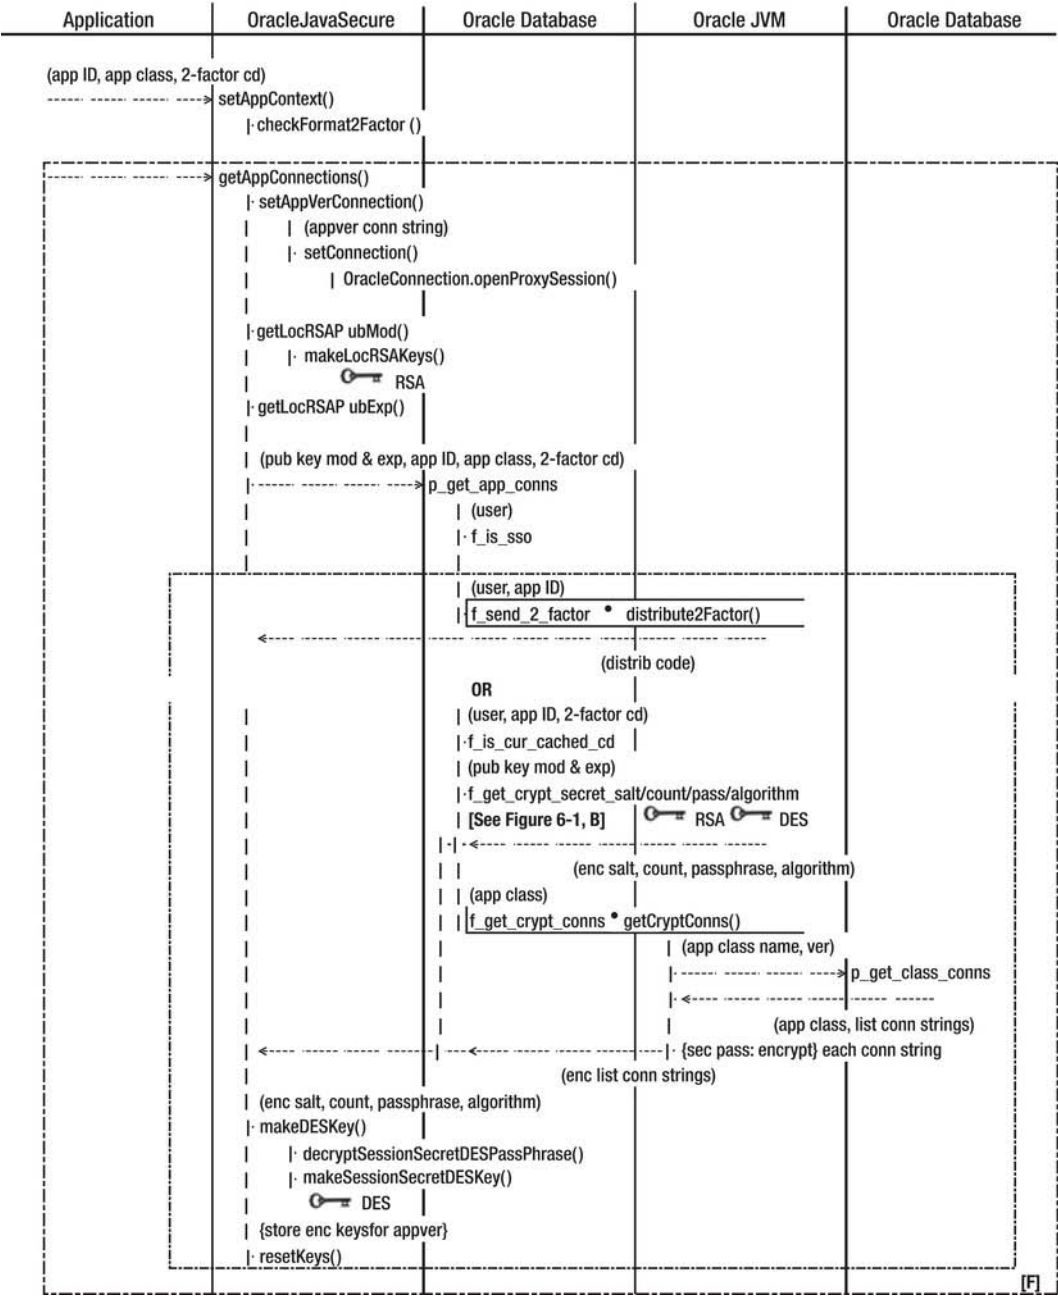 Application OracleJavaSecure Oracle Database Oracle JVM Oracle Database
(app ID, app class, 2-factor cd)
setAppContext()
checkFormat2Factor ()
getAppConnections()
setAppVerConnection()
(appver conn string)
setConnection()
OracleConnection.openProxySession()
getLocRSAP ubMod()
makeLocRSAKeys()
RSA
getLocRSAP ubExp()
(pub key mod & exp, app ID, app class, 2-factor cd)
p_get_app_conns
(user)
f_is_sso
(user, app ID)
f_send_2_factor • distribute2Factor()
(distrib code)
OR
(user, app ID, 2-factor cd)
f_is_cur_cached_cd
(pub key mod & exp)
f_get_crypt_secret_salt/count/pass/algorithm
[See Figure 6-1, B] RSA DES
(enc salt, count, passphrase, algorithm)
(app class)
f_get_crypt_conns • getCryptConns()
(app class name, ver)
p_get_class_conns
(app class, list conn strings)
{sec pass: encrypt} each conn string
(enc list conn strings)
(enc salt, count, passphrase, algorithm)
makeDESKey()
decryptSessionSecretDESPassPhrase()
makeSessionSecretDESKey()
DES
{store enc keysfor appver}
resetKeys()
[F]